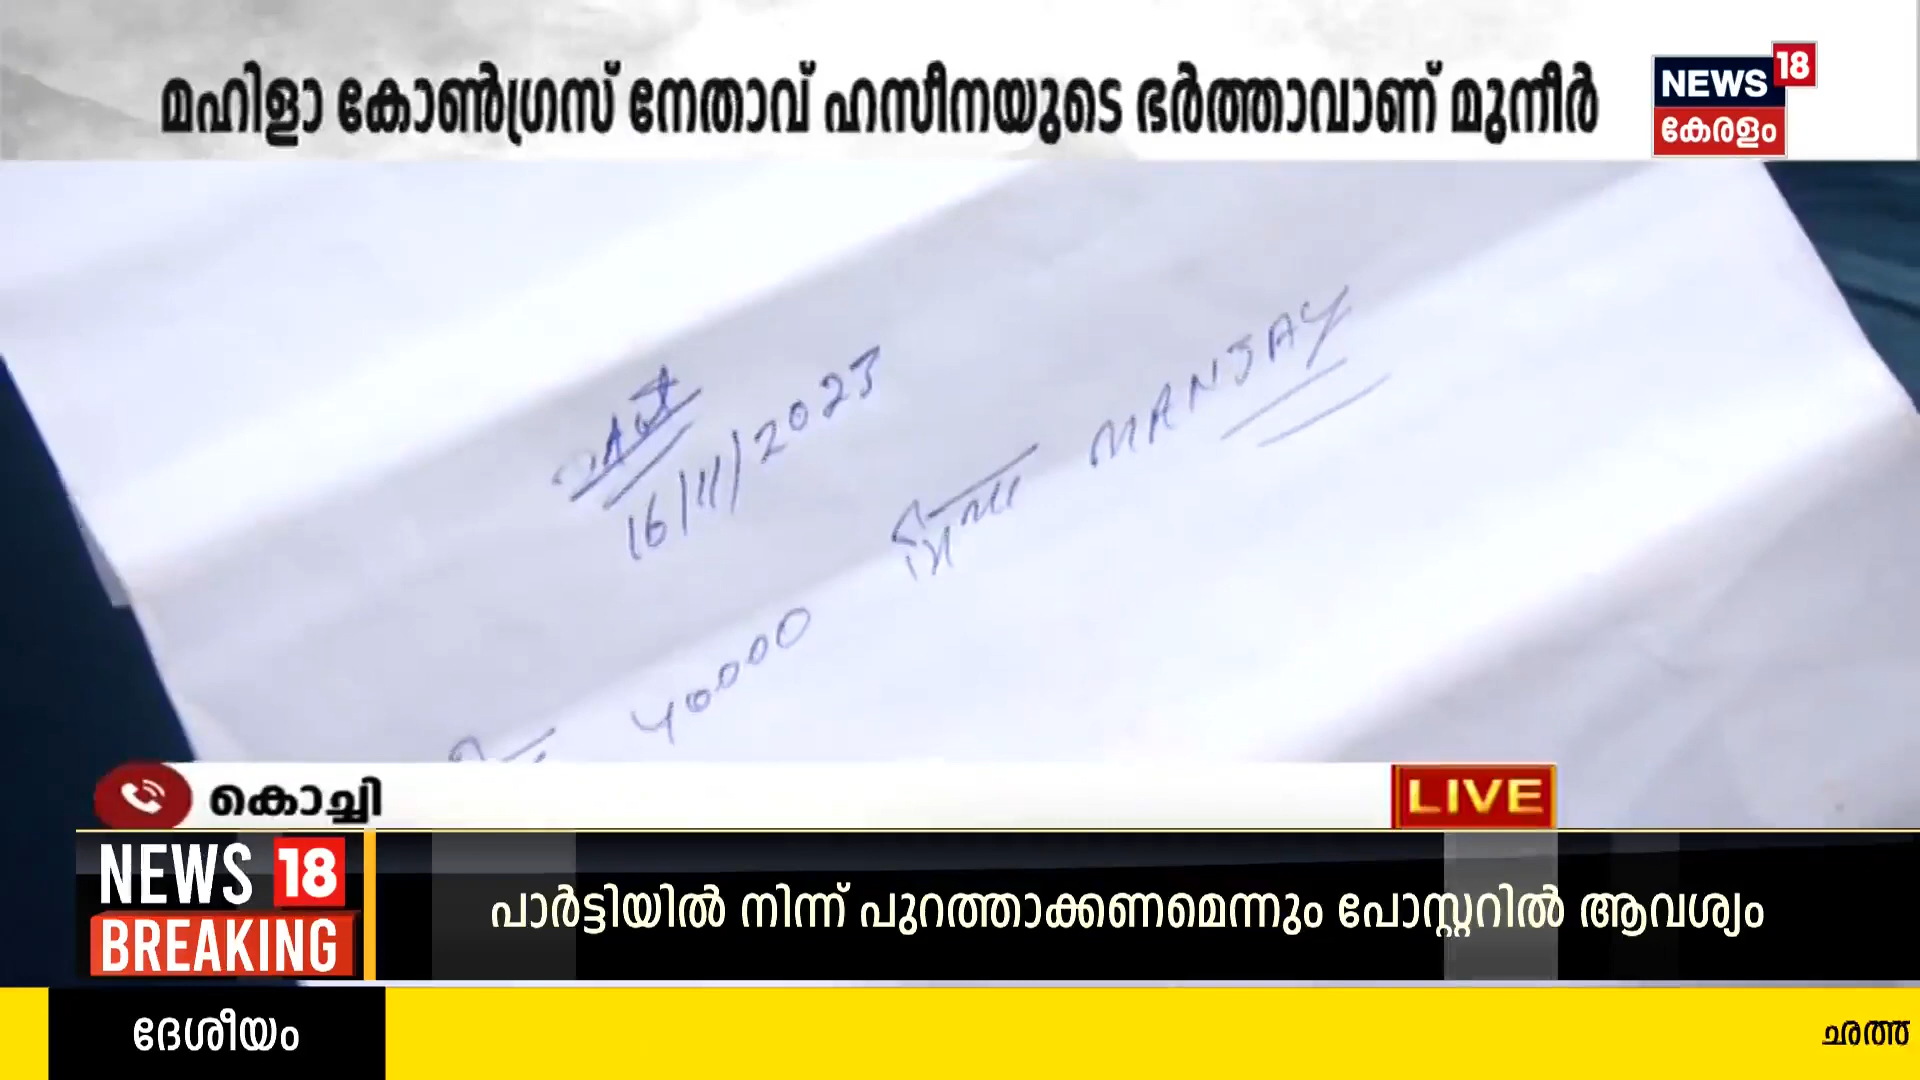 മഹിളാ കോൺഗ്രസ് നേതാവ് ഹസീനയുടെ ഭർത്താവാണ് മുനീർ
NEWS 18
കേരളം
16/11/2023
MANJAY
40000
കൊച്ചി
LIVE
NEWS 18
BREAKING
പാർട്ടിയിൽ നിന്ന് പുറത്താക്കണമെന്നും പോസ്റ്ററിൽ ആവശ്യം
ദേശീയം
ഛത്ത